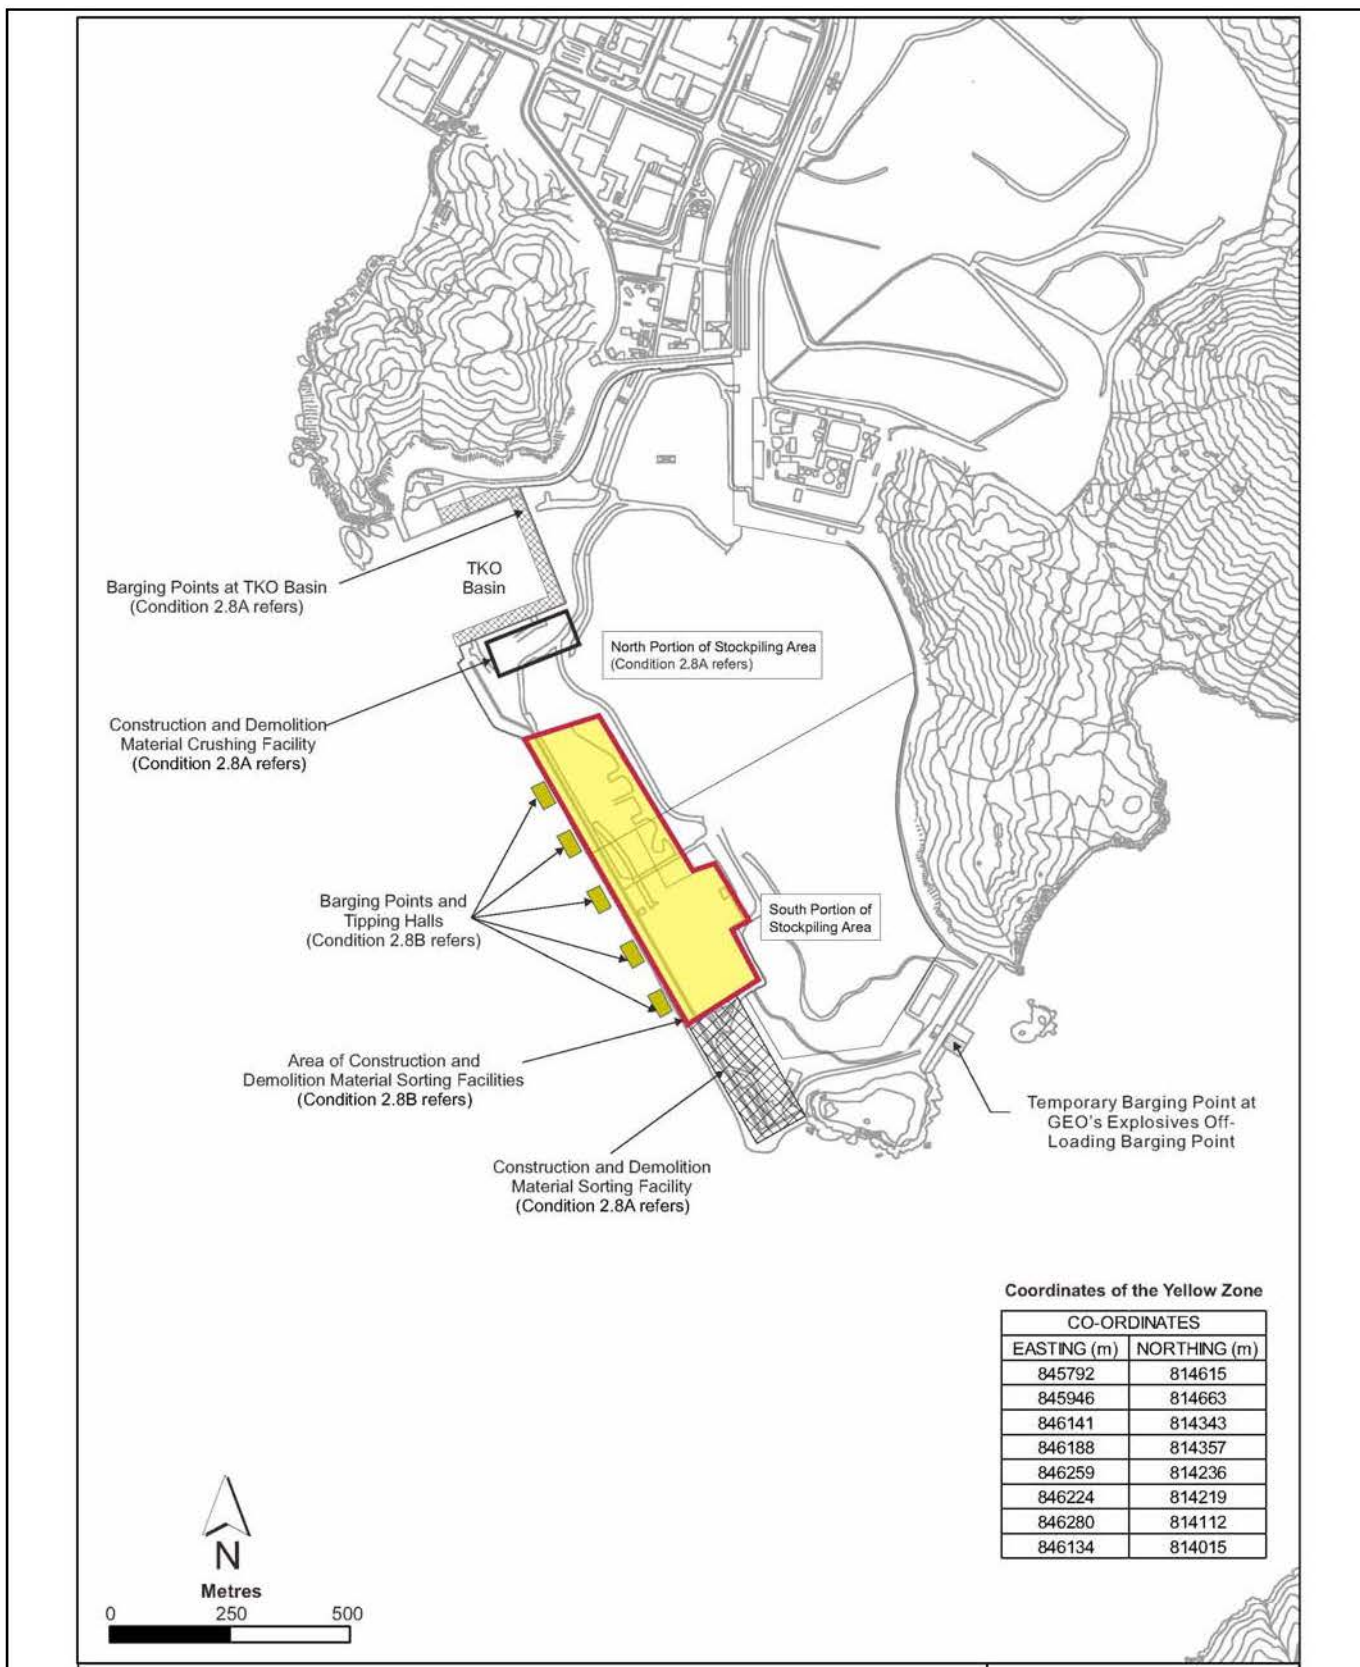 Barging Points at TKO Basin
(Condition 2.8A refers)
TKO
Basin
North Portion of Stockpiling Area
(Condition 2.8A refers)
Construction and Demolition
Material Crushing Facility
(Condition 2.8A refers)
Barging Points and
Tipping Halls
(Condition 2.8B refers)
South Portion of
Stockpiling Area
Area of Construction and
Demolition Material Sorting Facilities
(Condition 2.8B refers)
Temporary Barging Point at
GEO's Explosives Off-
Loading Barging Point
Construction and Demolition
Material Sorting Facility
(Condition 2.8A refers)
Coordinates of the Yellow Zone
CO-ORDINATES
EASTING (m) NORTHING (m)
845792 814615
845946 814663
846141 814343
846188 814357
846259 814236
846224 814219
846280 814112
846134 814015
N
Metres
0 250 500